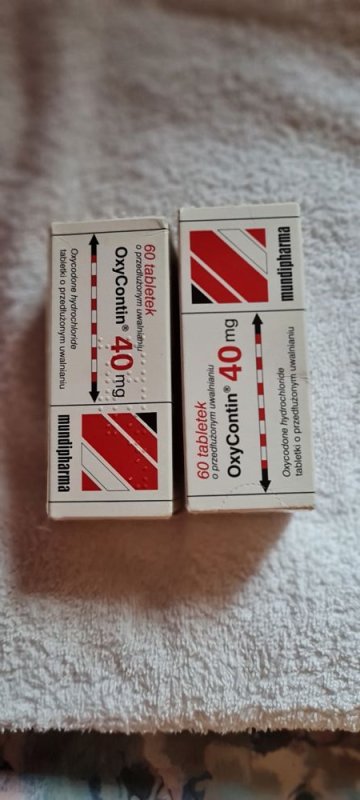 60 tabletek
o przedłużonym uwalnianiu
OxyContin® 40 mg
Oxycodone hydrochloride
tabletki o przedłużonym uwalnianiu
mundipharma
60 tabletek
o przedłużonym uwalnianiu
OxyContin® 40 mg
Oxycodone hydrochloride
tabletki o przedłużonym uwalnianiu
mundipharma